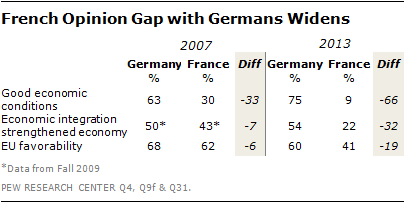 French Opinion Gap with Germans Widens
2007 2013
Germany France Diff Germany France Diff
% % % %
Good economic
conditions 63 30 -33 75 9 -66
Economic integration
strengthened economy 50* 43* -7 54 22 -32
EU favorability 68 62 -6 60 41 -19
*Data from Fall 2009
PEW RESEARCH CENTER Q4, Q9f & Q31.